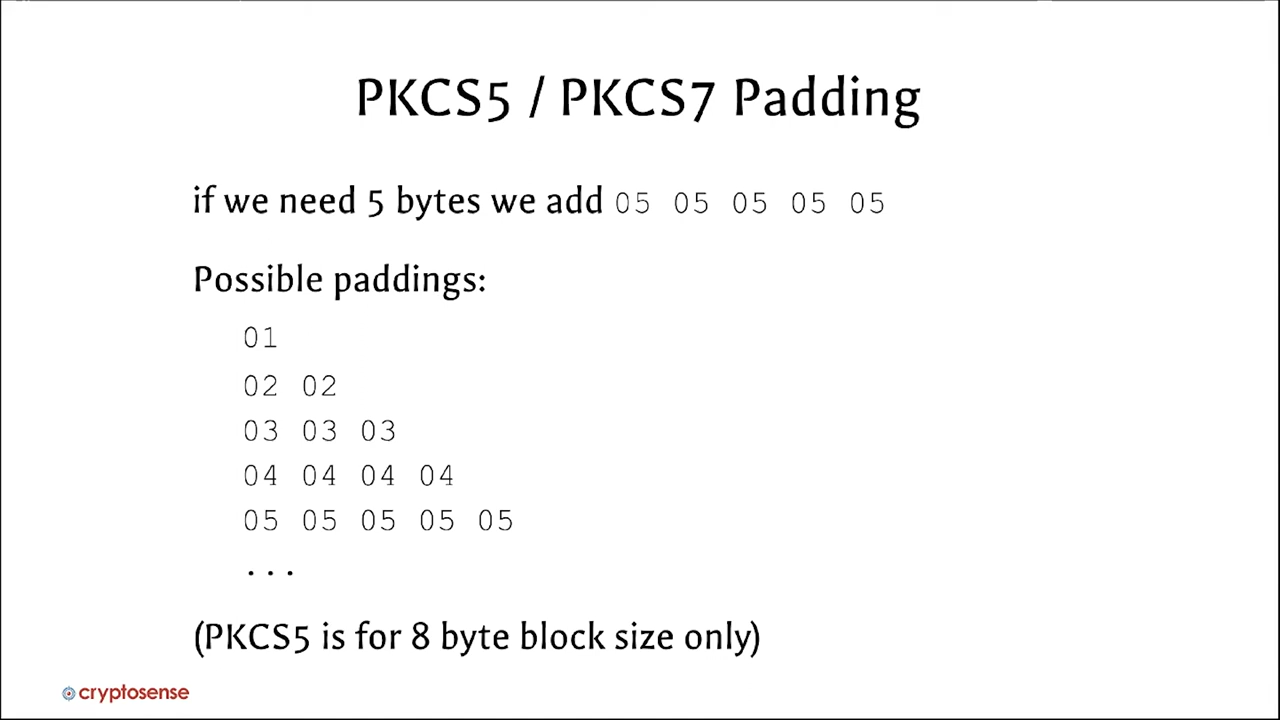 PKCS5 / PKCS7 Padding
if we need 5 bytes we add 05 05 05 05 05
Possible paddings:
01
02 02
03 03 03
04 04 04 04
05 05 05 05 05
...
(PKCS5 is for 8 byte block size only)
cryptosense